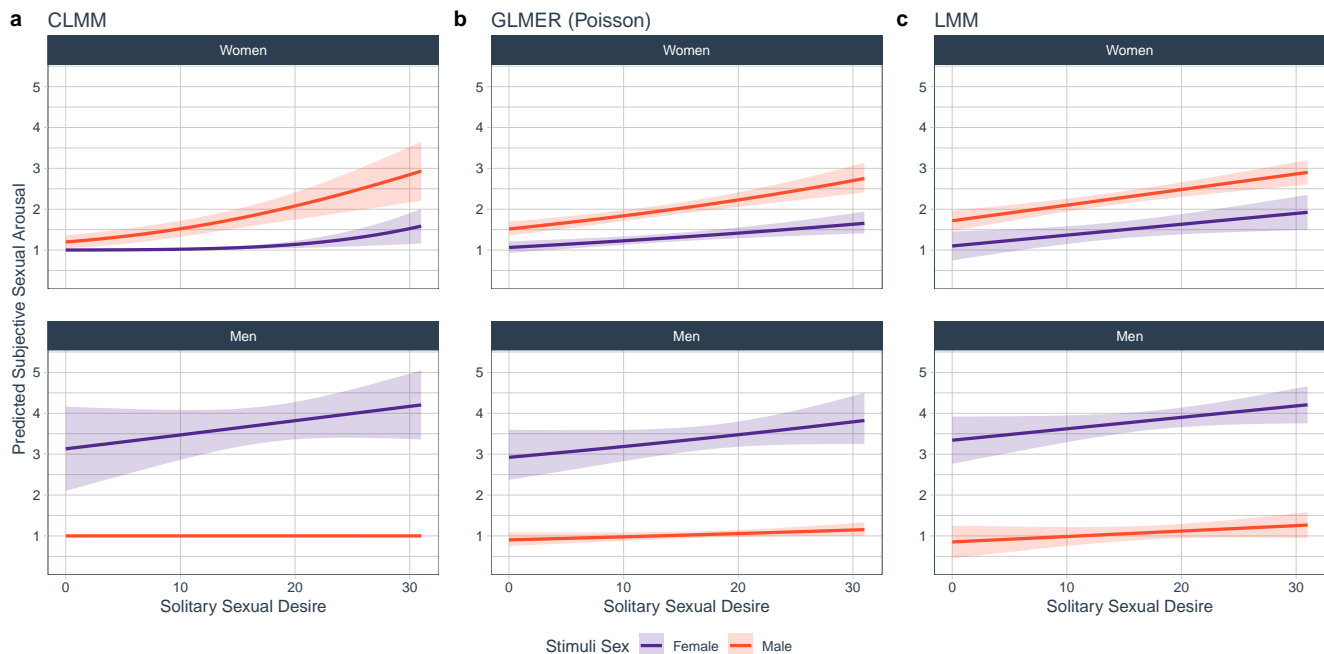 a CLMM
b GLMER (Poisson)
c LMM
Women
Women
Women
5
4
3
2
1
5
4
3
2
1
5
4
3
2
1
Predicted Subjective Sexual Arousal
Men
Men
Men
5
4
3
2
1
5
4
3
2
1
5
4
3
2
1
0 10 20 30
0 10 20 30
0 10 20 30
Solitary Sexual Desire
Solitary Sexual Desire
Solitary Sexual Desire
Stimuli Sex Female Male